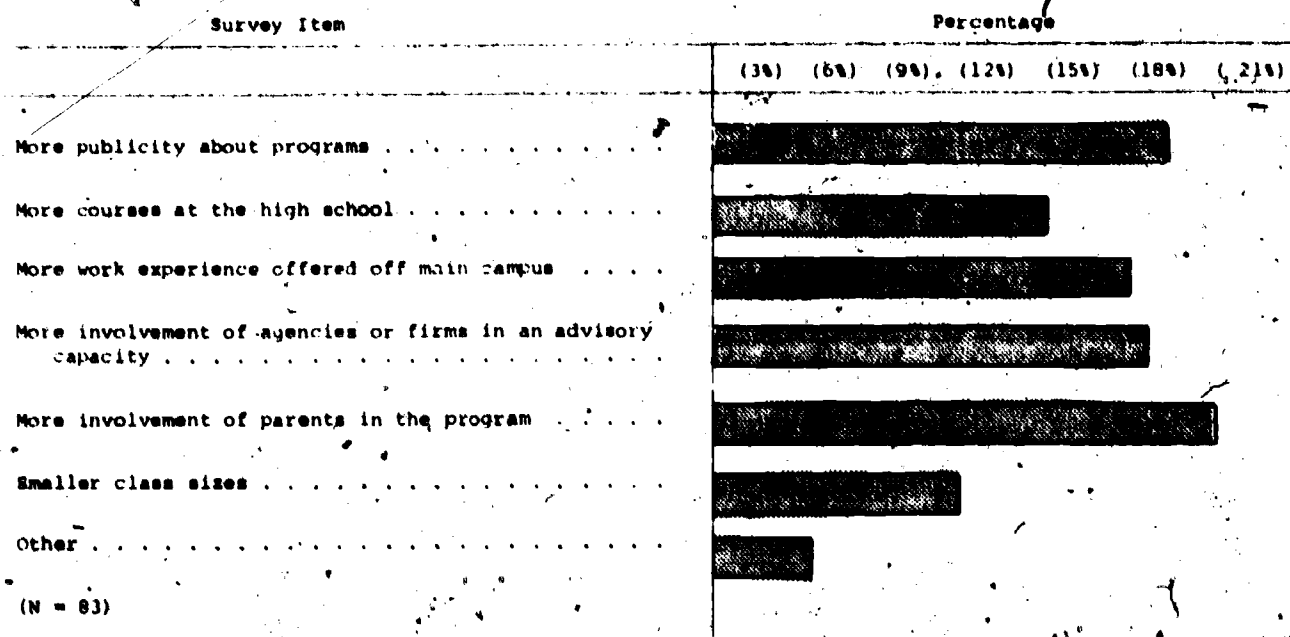 Survey Item Percentage
(3%) (6%) (9%) (12%) (15%) (18%) (21%)
More publicity about programs . . . . . . . . . . .
More courses at the high school . . . . . . . . . .
More work experience offered off main campus . . . .
More involvement of agencies or firms in an advisory
capacity . . . . . . . . . . . . . . . . . .
More involvement of parents in the program . . . . .
Smaller class sizes . . . . . . . . . . . . . . . .
Other . . . . . . . . . . . . . . . . . . . . . .
(N = 83)